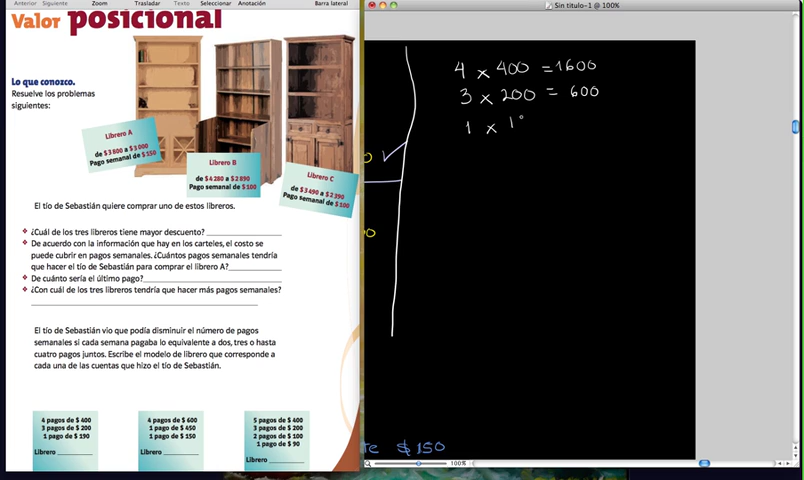 Anterior Siguiente Zoom Trasladar Texto Seleccionar Anotación Barra lateral
Sin título-1 @ 100%
Valor posicional
Lo que conozco.
Resuelve los problemas
siguientes:
Librero A
de $3 800 a $3 000
Pago semanal de $150
Librero B
de $4 280 a $2 890
Pago semanal de $100
Librero C
de $3 490 a $2 390
Pago semanal de $100
El tío de Sebastián quiere comprar uno de estos libreros.
❖ ¿Cuál de los tres libreros tiene mayor descuento?
❖ De acuerdo con la información que hay en los carteles, el costo se
puede cubrir en pagos semanales. ¿Cuántos pagos semanales tendría
que hacer el tío de Sebastián para comprar el librero A?
❖ De cuánto sería el último pago?
❖ ¿Con cuál de los tres libreros tendría que hacer más pagos semanales?
El tío de Sebastián vio que podía disminuir el número de pagos
semanales si cada semana pagaba lo equivalente a dos, tres o hasta
cuatro pagos juntos. Escribe el modelo de librero que corresponde a
cada una de las cuentas que hizo el tío de Sebastián.
4 pagos de $ 400
3 pagos de $ 200
1 pago de $ 190
Librero
4 pagos de $ 600
1 pago de $ 450
1 pago de $ 150
Librero
5 pagos de $ 400
3 pagos de $ 200
2 pagos de $ 100
1 pago de $ 90
Librero
4 x 400 = 1600
3 x 200 = 600
1 x 1
te $150
100%